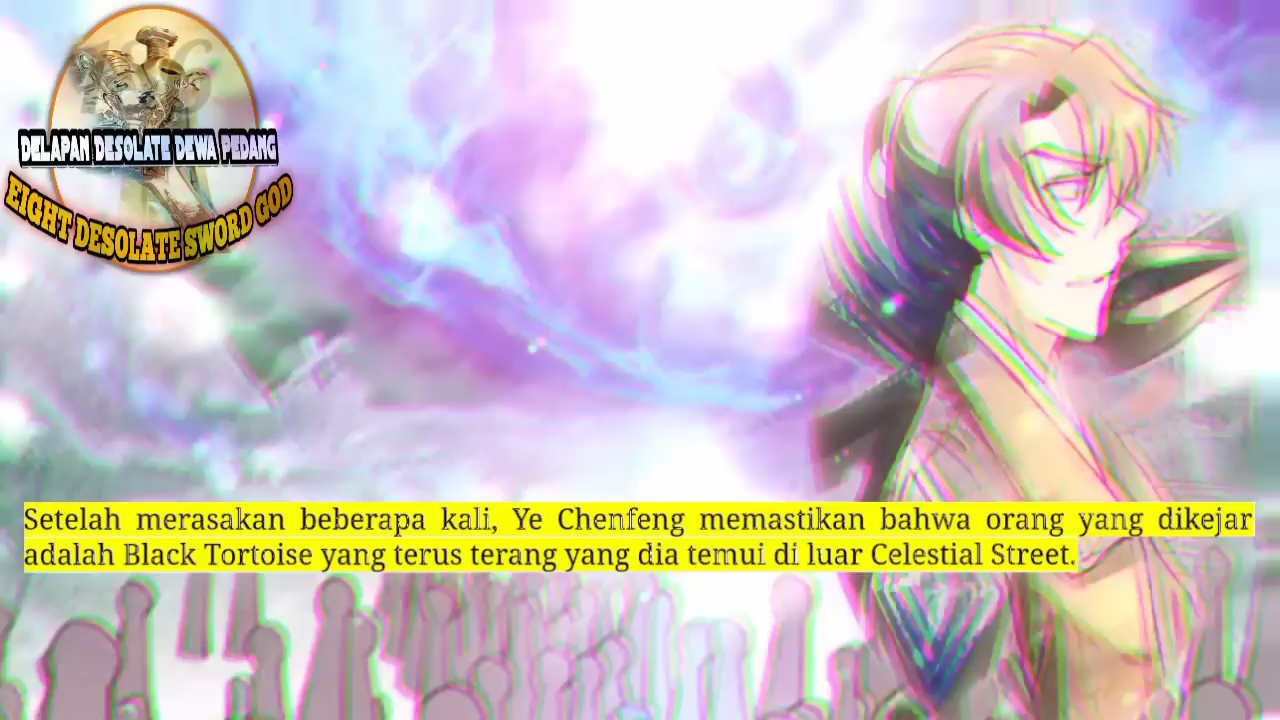 DELAPAN DESOLATE DEWA PEDANG
EIGHT DESOLATE SWORD GOD
Setelah merasakan beberapa kali, Ye Chenfeng memastikan bahwa orang yang dikejar
adalah Black Tortoise yang terus terang yang dia temui di luar Celestial Street.